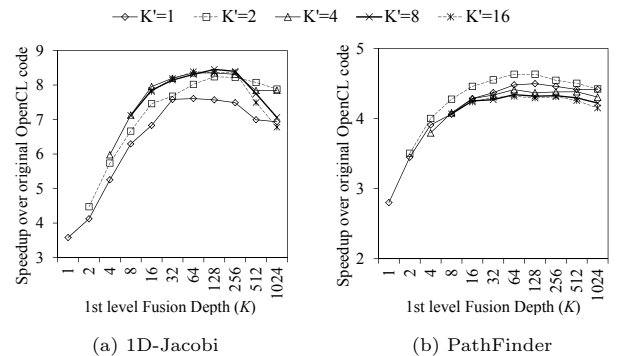 K'=1 K'=2 K'=4 K'=8 K'=16
Speedup over original OpenCL code
9
8
7
6
5
4
3
1 2 4 8 16 32 64 128 256 512 1024
1st level Fusion Depth (K)
(a) 1D-Jacobi
Speedup over original OpenCL code
5
4
3
2
1 2 4 8 16 32 64 128 256 512 1024
1st level Fusion Depth (K)
(b) PathFinder